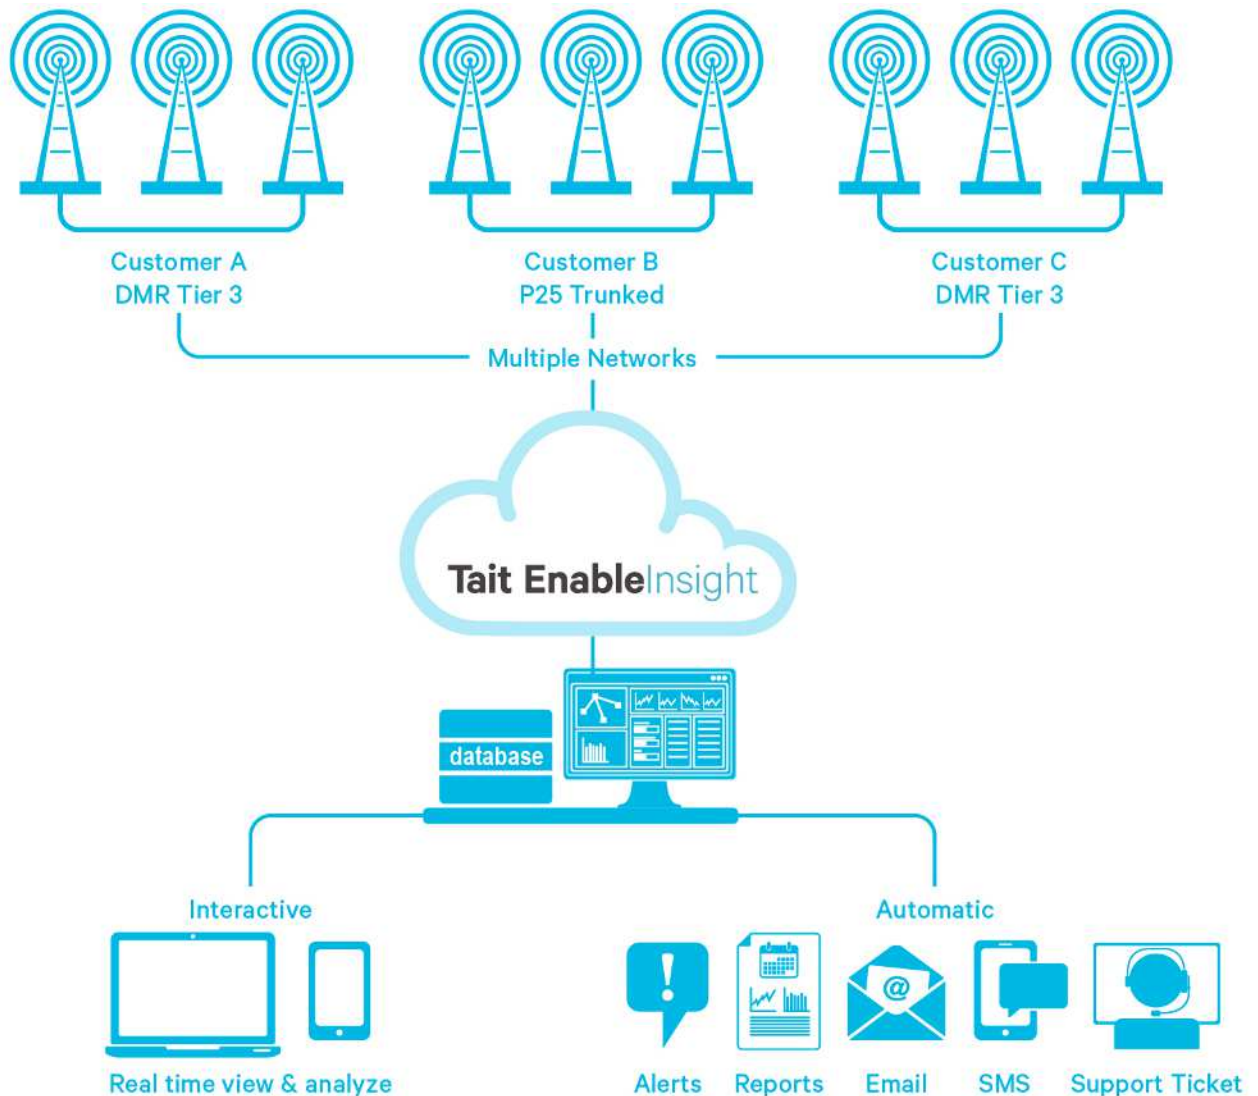 Customer A
DMR Tier 3
Customer B
P25 Trunked
Customer C
DMR Tier 3
Multiple Networks
Tait EnableInsight
database
Interactive
Automatic
@
Real time view & analyze
Alerts
Reports
Email
SMS
Support Ticket